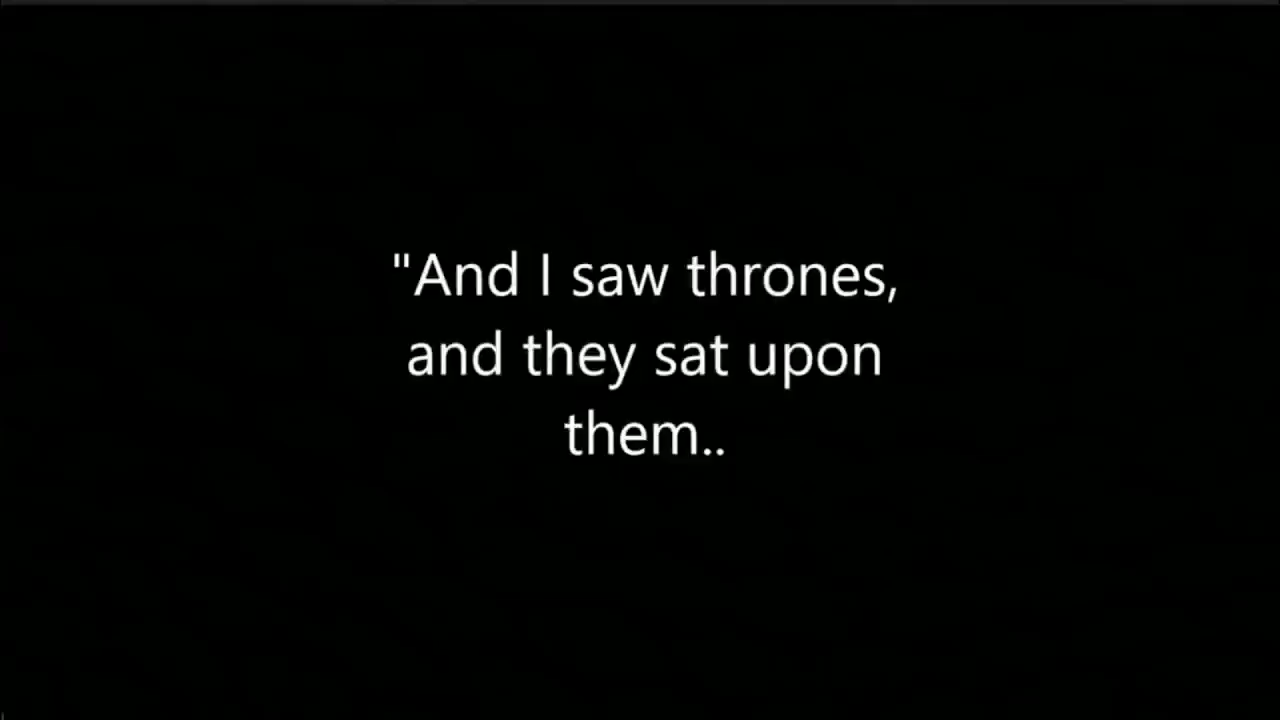 "And I saw thrones,
and they sat upon
them..